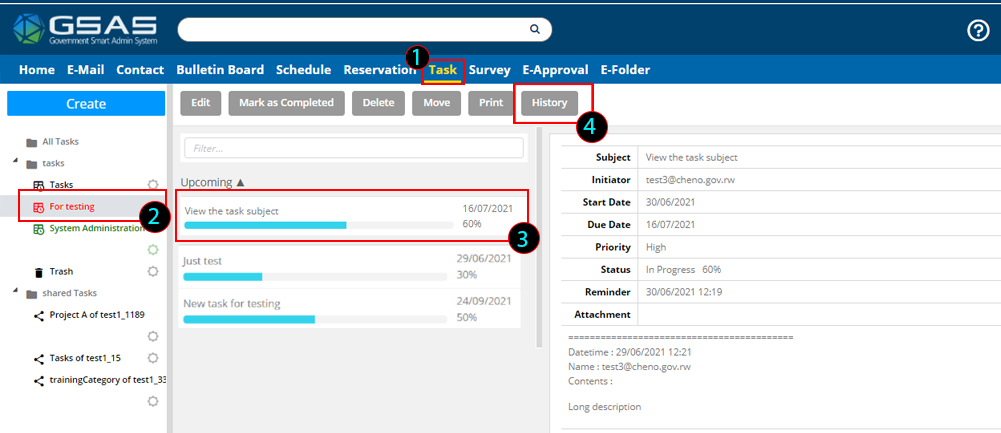 GSAS
Government Smart Admin System
1
Home E-Mail Contact Bulletin Board Schedule Reservation Task Survey E-Approval E-Folder
Create
Edit Mark as Completed Delete Move Print History
4
All Tasks
tasks
Tasks
For testing
2
System Administration
Trash
shared Tasks
Project A of test1_1189
Tasks of test1_15
trainingCategory of test1_33
Filter...
Upcoming ▲
View the task subject 16/07/2021
60%
3
Just test 29/06/2021
30%
New task for testing 24/09/2021
50%
Subject View the task subject
Initiator test3@cheno.gov.rw
Start Date 30/06/2021
Due Date 16/07/2021
Priority High
Status In Progress 60%
Reminder 30/06/2021 12:19
Attachment
===========================================
Datetime : 29/06/2021 12:21
Name : test3@cheno.gov.rw
Contents :
Long description